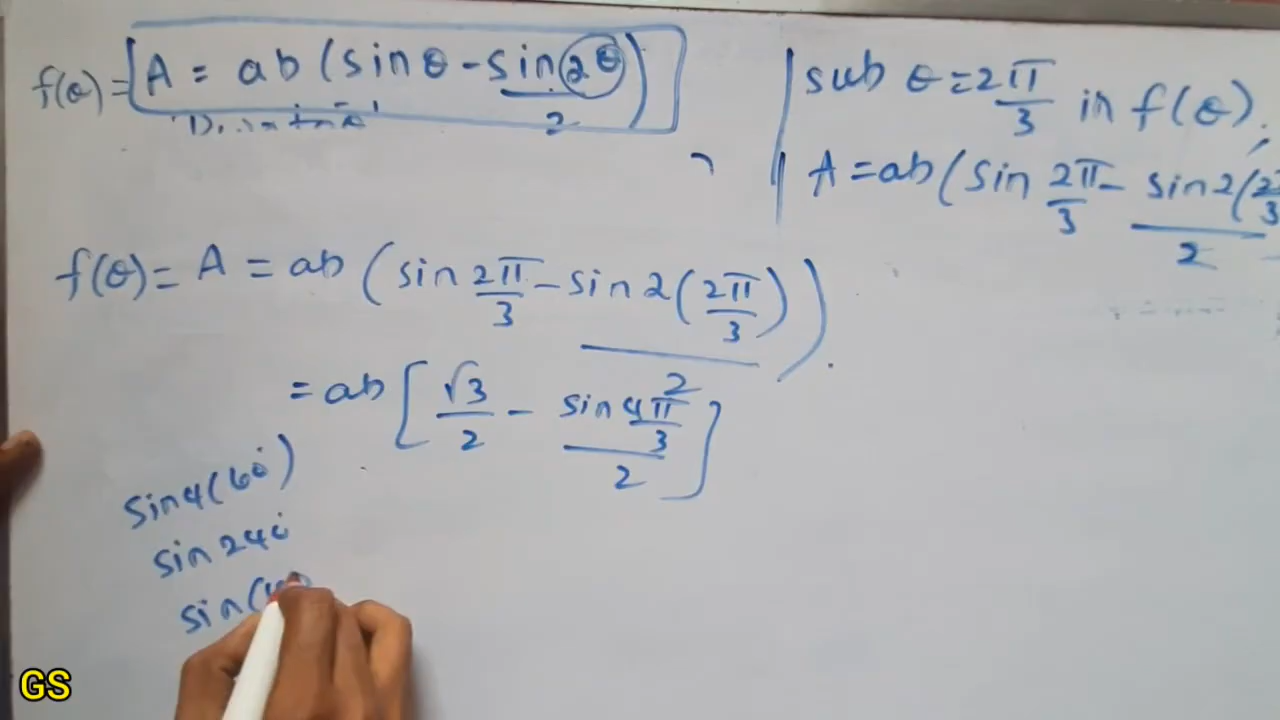 f(θ) = A = ab (sin θ - sin 2θ / 2)
sub θ = 2π/3 in f(θ),
A = ab (sin 2π/3 - sin 2(2π/3 / 2
f(θ) = A = ab (sin 2π/3 - sin 2(2π/3) / 2).
= ab [√3/2 - sin 4π/3 / 2]
sin 4(60°)
sin 240°
sin(
GS